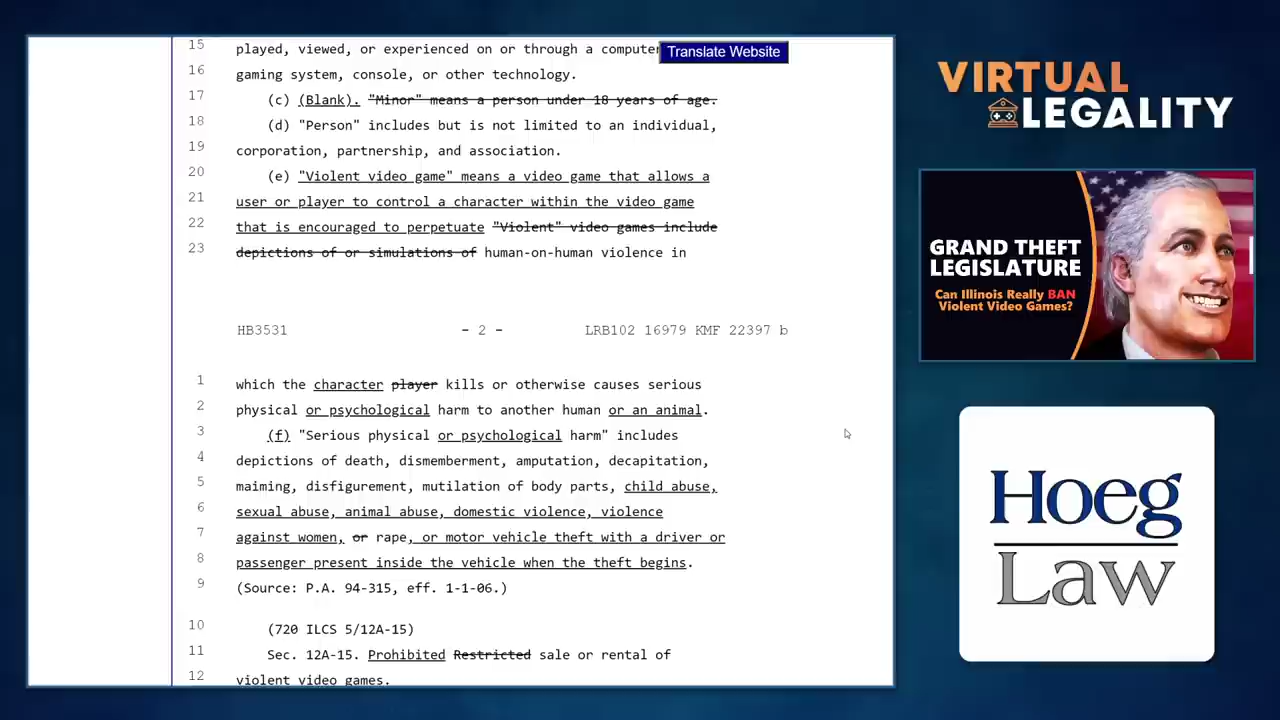 15 played, viewed, or experienced on or through a computer
Translate Website
16 gaming system, console, or other technology.
17 (c) (Blank). "Minor" means a person under 18 years of age.
18 (d) "Person" includes but is not limited to an individual,
19 corporation, partnership, and association.
20 (e) "Violent video game" means a video game that allows a
21 user or player to control a character within the video game
22 that is encouraged to perpetuate "Violent" video games include
23 depictions of or simulations of human-on-human violence in
HB3531 - 2 - LRB102 16979 KMF 22397 b
1 which the character player kills or otherwise causes serious
2 physical or psychological harm to another human or an animal.
3 (f) "Serious physical or psychological harm" includes
4 depictions of death, dismemberment, amputation, decapitation,
5 maiming, disfigurement, mutilation of body parts, child abuse,
6 sexual abuse, animal abuse, domestic violence, violence
7 against women, or rape, or motor vehicle theft with a driver or
8 passenger present inside the vehicle when the theft begins.
9 (Source: P.A. 94-315, eff. 1-1-06.)
10 (720 ILCS 5/12A-15)
11 Sec. 12A-15. Prohibited Restricted sale or rental of
12 violent video games.
VIRTUAL
LEGALITY
GRAND THEFT
LEGISLATURE
Can Illinois Really BAN
Violent Video Games?
Hoeg
Law